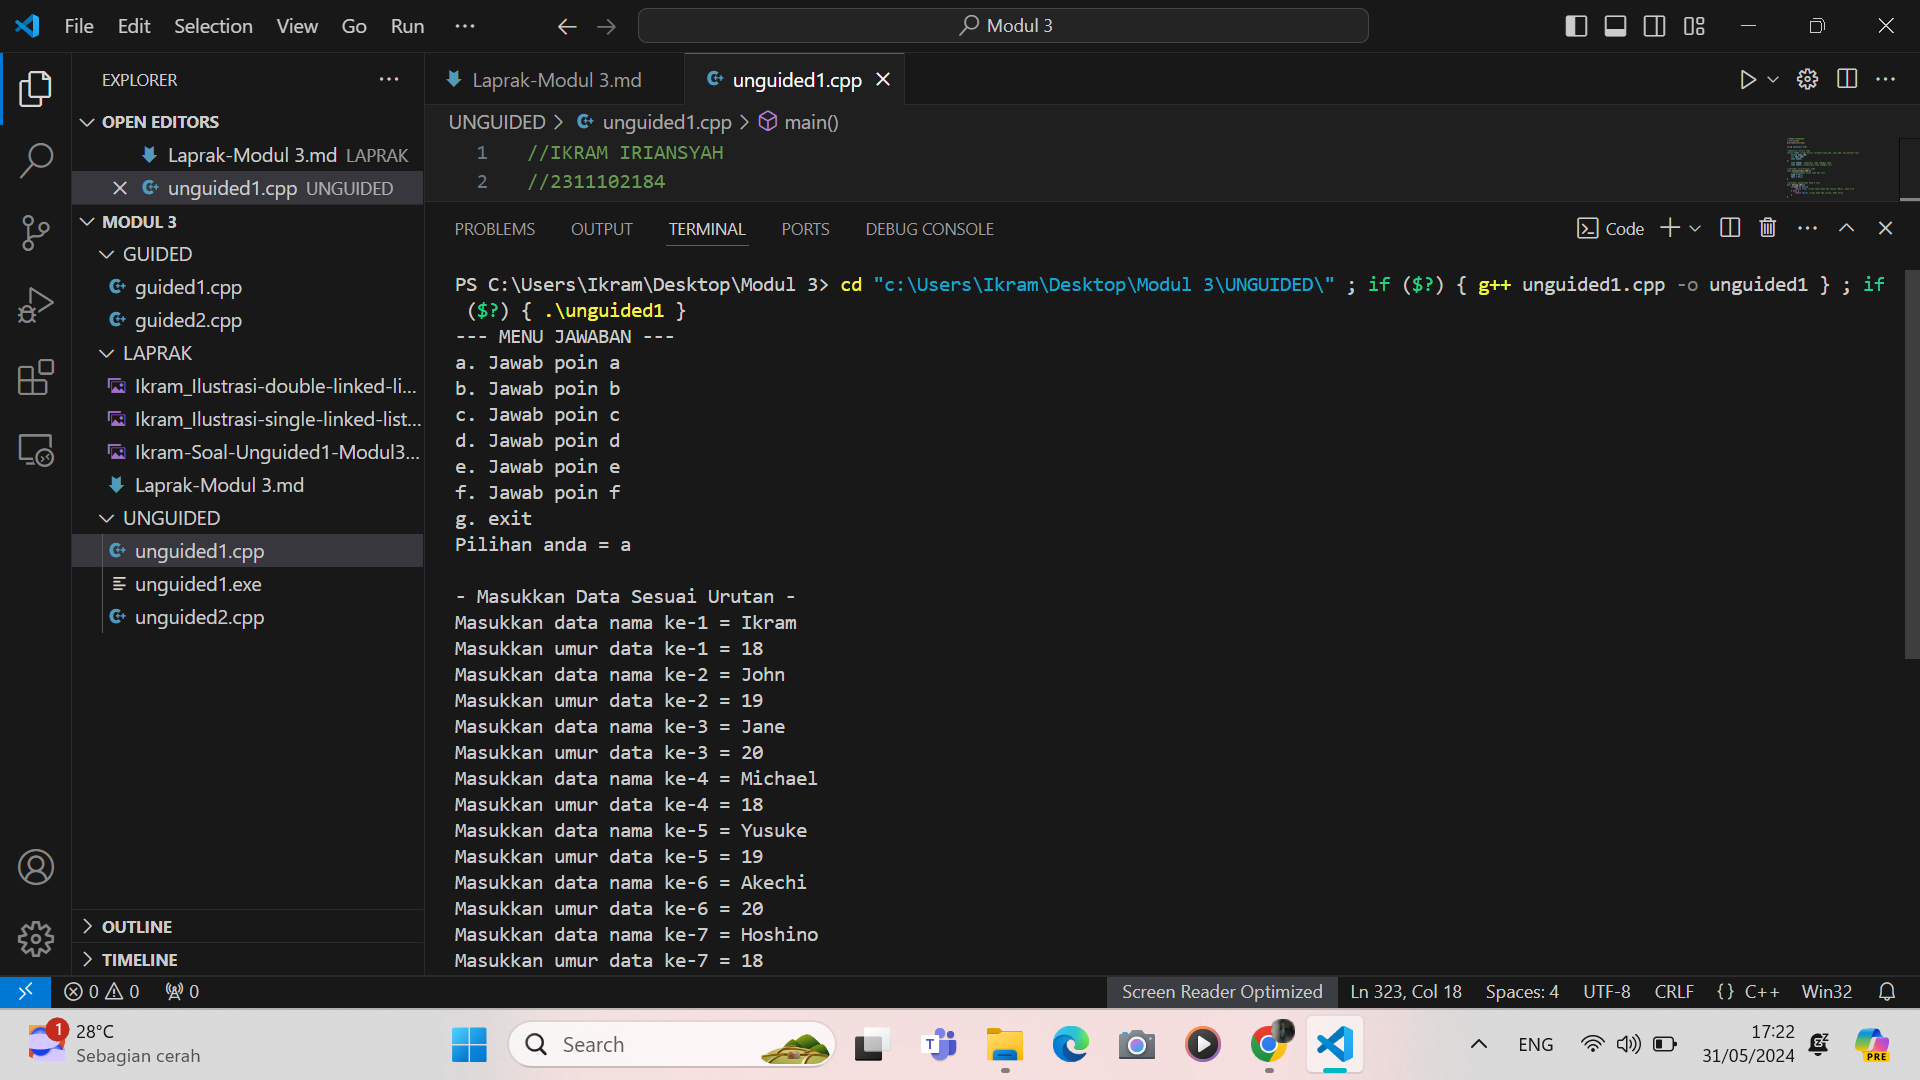 File Edit Selection View Go Run ···
Modul 3
EXPLORER
OPEN EDITORS
Laprak-Modul 3.md LAPRAK
unguided1.cpp UNGUIDED
MODUL 3
GUIDED
guided1.cpp
guided2.cpp
LAPRAK
Ikram_Ilustrasi-double-linked-li...
Ikram_Ilustrasi-single-linked-list...
Ikram-Soal-Unguided1-Modul3...
Laprak-Modul 3.md
UNGUIDED
unguided1.cpp
unguided1.exe
unguided2.cpp
OUTLINE
TIMELINE
Laprak-Modul 3.md
unguided1.cpp
UNGUIDED > unguided1.cpp > main()
1 //IKRAM IRIANSYAH
2 //2311102184
PROBLEMS OUTPUT TERMINAL PORTS DEBUG CONSOLE
Code
PS C:\Users\Ikram\Desktop\Modul 3> cd "c:\Users\Ikram\Desktop\Modul 3\UNGUIDED\" ; if ($?) { g++ unguided1.cpp -o unguided1 } ; if
($?) { .\unguided1 }
--- MENU JAWABAN ---
a. Jawab poin a
b. Jawab poin b
c. Jawab poin c
d. Jawab poin d
e. Jawab poin e
f. Jawab poin f
g. exit
Pilihan anda = a
- Masukkan Data Sesuai Urutan -
Masukkan data nama ke-1 = Ikram
Masukkan umur data ke-1 = 18
Masukkan data nama ke-2 = John
Masukkan umur data ke-2 = 19
Masukkan data nama ke-3 = Jane
Masukkan umur data ke-3 = 20
Masukkan data nama ke-4 = Michael
Masukkan umur data ke-4 = 18
Masukkan data nama ke-5 = Yusuke
Masukkan umur data ke-5 = 19
Masukkan data nama ke-6 = Akechi
Masukkan umur data ke-6 = 20
Masukkan data nama ke-7 = Hoshino
Masukkan umur data ke-7 = 18
0 0 0
Screen Reader Optimized Ln 323, Col 18 Spaces: 4 UTF-8 CRLF {} C++ Win32
1
28°C
Sebagian cerah
Search
T
ENG
17:22
31/05/2024
PRE